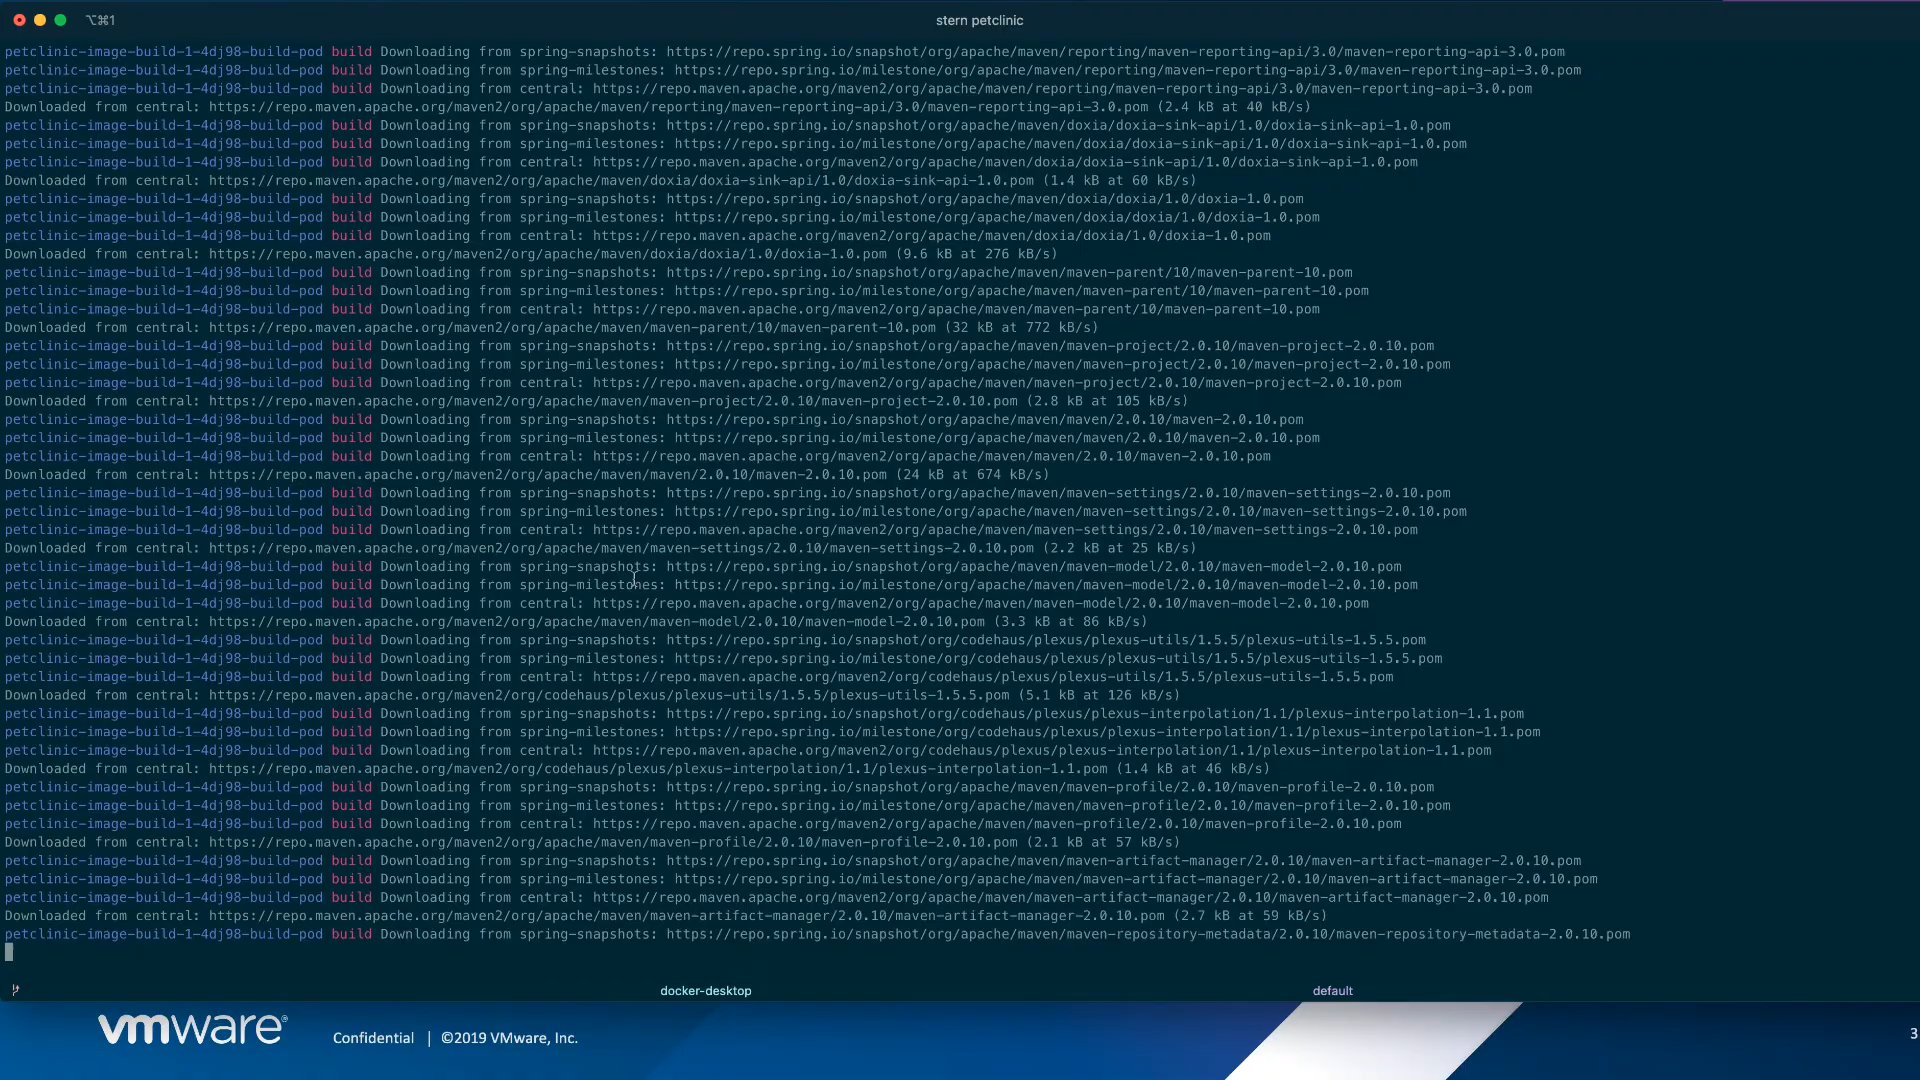 ⌥⌘1
stern petclinic
petclinic-image-build-1-4dj98-build-pod build Downloading from spring-snapshots: https://repo.spring.io/snapshot/org/apache/maven/reporting/maven-reporting-api/3.0/maven-reporting-api-3.0.pom
petclinic-image-build-1-4dj98-build-pod build Downloading from spring-milestones: https://repo.spring.io/milestone/org/apache/maven/reporting/maven-reporting-api/3.0/maven-reporting-api-3.0.pom
petclinic-image-build-1-4dj98-build-pod build Downloading from central: https://repo.maven.apache.org/maven2/org/apache/maven/reporting/maven-reporting-api/3.0/maven-reporting-api-3.0.pom
Downloaded from central: https://repo.maven.apache.org/maven2/org/apache/maven/reporting/maven-reporting-api/3.0/maven-reporting-api-3.0.pom (2.4 kB at 40 kB/s)
petclinic-image-build-1-4dj98-build-pod build Downloading from spring-snapshots: https://repo.spring.io/snapshot/org/apache/maven/doxia/doxia-sink-api/1.0/doxia-sink-api-1.0.pom
petclinic-image-build-1-4dj98-build-pod build Downloading from spring-milestones: https://repo.spring.io/milestone/org/apache/maven/doxia/doxia-sink-api/1.0/doxia-sink-api-1.0.pom
petclinic-image-build-1-4dj98-build-pod build Downloading from central: https://repo.maven.apache.org/maven2/org/apache/maven/doxia/doxia-sink-api/1.0/doxia-sink-api-1.0.pom
Downloaded from central: https://repo.maven.apache.org/maven2/org/apache/maven/doxia/doxia-sink-api/1.0/doxia-sink-api-1.0.pom (1.4 kB at 60 kB/s)
petclinic-image-build-1-4dj98-build-pod build Downloading from spring-snapshots: https://repo.spring.io/snapshot/org/apache/maven/doxia/doxia/1.0/doxia-1.0.pom
petclinic-image-build-1-4dj98-build-pod build Downloading from spring-milestones: https://repo.spring.io/milestone/org/apache/maven/doxia/doxia/1.0/doxia-1.0.pom
petclinic-image-build-1-4dj98-build-pod build Downloading from central: https://repo.maven.apache.org/maven2/org/apache/maven/doxia/doxia/1.0/doxia-1.0.pom
Downloaded from central: https://repo.maven.apache.org/maven2/org/apache/maven/doxia/doxia/1.0/doxia-1.0.pom (9.6 kB at 276 kB/s)
petclinic-image-build-1-4dj98-build-pod build Downloading from spring-snapshots: https://repo.spring.io/snapshot/org/apache/maven/maven-parent/10/maven-parent-10.pom
petclinic-image-build-1-4dj98-build-pod build Downloading from spring-milestones: https://repo.spring.io/milestone/org/apache/maven/maven-parent/10/maven-parent-10.pom
petclinic-image-build-1-4dj98-build-pod build Downloading from central: https://repo.maven.apache.org/maven2/org/apache/maven/maven-parent/10/maven-parent-10.pom
Downloaded from central: https://repo.maven.apache.org/maven2/org/apache/maven/maven-parent/10/maven-parent-10.pom (32 kB at 772 kB/s)
petclinic-image-build-1-4dj98-build-pod build Downloading from spring-snapshots: https://repo.spring.io/snapshot/org/apache/maven/maven-project/2.0.10/maven-project-2.0.10.pom
petclinic-image-build-1-4dj98-build-pod build Downloading from spring-milestones: https://repo.spring.io/milestone/org/apache/maven/maven-project/2.0.10/maven-project-2.0.10.pom
petclinic-image-build-1-4dj98-build-pod build Downloading from central: https://repo.maven.apache.org/maven2/org/apache/maven/maven-project/2.0.10/maven-project-2.0.10.pom
Downloaded from central: https://repo.maven.apache.org/maven2/org/apache/maven/maven-project/2.0.10/maven-project-2.0.10.pom (2.8 kB at 105 kB/s)
petclinic-image-build-1-4dj98-build-pod build Downloading from spring-snapshots: https://repo.spring.io/snapshot/org/apache/maven/maven/2.0.10/maven-2.0.10.pom
petclinic-image-build-1-4dj98-build-pod build Downloading from spring-milestones: https://repo.spring.io/milestone/org/apache/maven/maven/2.0.10/maven-2.0.10.pom
petclinic-image-build-1-4dj98-build-pod build Downloading from central: https://repo.maven.apache.org/maven2/org/apache/maven/maven/2.0.10/maven-2.0.10.pom
Downloaded from central: https://repo.maven.apache.org/maven2/org/apache/maven/maven/2.0.10/maven-2.0.10.pom (24 kB at 674 kB/s)
petclinic-image-build-1-4dj98-build-pod build Downloading from spring-snapshots: https://repo.spring.io/snapshot/org/apache/maven/maven-settings/2.0.10/maven-settings-2.0.10.pom
petclinic-image-build-1-4dj98-build-pod build Downloading from spring-milestones: https://repo.spring.io/milestone/org/apache/maven/maven-settings/2.0.10/maven-settings-2.0.10.pom
petclinic-image-build-1-4dj98-build-pod build Downloading from central: https://repo.maven.apache.org/maven2/org/apache/maven/maven-settings/2.0.10/maven-settings-2.0.10.pom
Downloaded from central: https://repo.maven.apache.org/maven2/org/apache/maven/maven-settings/2.0.10/maven-settings-2.0.10.pom (2.2 kB at 25 kB/s)
petclinic-image-build-1-4dj98-build-pod build Downloading from spring-snapshots: https://repo.spring.io/snapshot/org/apache/maven/maven-model/2.0.10/maven-model-2.0.10.pom
petclinic-image-build-1-4dj98-build-pod build Downloading from spring-milestones: https://repo.spring.io/milestone/org/apache/maven/maven-model/2.0.10/maven-model-2.0.10.pom
petclinic-image-build-1-4dj98-build-pod build Downloading from central: https://repo.maven.apache.org/maven2/org/apache/maven/maven-model/2.0.10/maven-model-2.0.10.pom
Downloaded from central: https://repo.maven.apache.org/maven2/org/apache/maven/maven-model/2.0.10/maven-model-2.0.10.pom (3.3 kB at 86 kB/s)
petclinic-image-build-1-4dj98-build-pod build Downloading from spring-snapshots: https://repo.spring.io/snapshot/org/codehaus/plexus/plexus-utils/1.5.5/plexus-utils-1.5.5.pom
petclinic-image-build-1-4dj98-build-pod build Downloading from spring-milestones: https://repo.spring.io/milestone/org/codehaus/plexus/plexus-utils/1.5.5/plexus-utils-1.5.5.pom
petclinic-image-build-1-4dj98-build-pod build Downloading from central: https://repo.maven.apache.org/maven2/org/codehaus/plexus/plexus-utils/1.5.5/plexus-utils-1.5.5.pom
Downloaded from central: https://repo.maven.apache.org/maven2/org/codehaus/plexus/plexus-utils/1.5.5/plexus-utils-1.5.5.pom (5.1 kB at 126 kB/s)
petclinic-image-build-1-4dj98-build-pod build Downloading from spring-snapshots: https://repo.spring.io/snapshot/org/codehaus/plexus/plexus-interpolation/1.1/plexus-interpolation-1.1.pom
petclinic-image-build-1-4dj98-build-pod build Downloading from spring-milestones: https://repo.spring.io/milestone/org/codehaus/plexus/plexus-interpolation/1.1/plexus-interpolation-1.1.pom
petclinic-image-build-1-4dj98-build-pod build Downloading from central: https://repo.maven.apache.org/maven2/org/codehaus/plexus/plexus-interpolation/1.1/plexus-interpolation-1.1.pom
Downloaded from central: https://repo.maven.apache.org/maven2/org/codehaus/plexus/plexus-interpolation/1.1/plexus-interpolation-1.1.pom (1.4 kB at 46 kB/s)
petclinic-image-build-1-4dj98-build-pod build Downloading from spring-snapshots: https://repo.spring.io/snapshot/org/apache/maven/maven-profile/2.0.10/maven-profile-2.0.10.pom
petclinic-image-build-1-4dj98-build-pod build Downloading from spring-milestones: https://repo.spring.io/milestone/org/apache/maven/maven-profile/2.0.10/maven-profile-2.0.10.pom
petclinic-image-build-1-4dj98-build-pod build Downloading from central: https://repo.maven.apache.org/maven2/org/apache/maven/maven-profile/2.0.10/maven-profile-2.0.10.pom
Downloaded from central: https://repo.maven.apache.org/maven2/org/apache/maven/maven-profile/2.0.10/maven-profile-2.0.10.pom (2.1 kB at 57 kB/s)
petclinic-image-build-1-4dj98-build-pod build Downloading from spring-snapshots: https://repo.spring.io/snapshot/org/apache/maven/maven-artifact-manager/2.0.10/maven-artifact-manager-2.0.10.pom
petclinic-image-build-1-4dj98-build-pod build Downloading from spring-milestones: https://repo.spring.io/milestone/org/apache/maven/maven-artifact-manager/2.0.10/maven-artifact-manager-2.0.10.pom
petclinic-image-build-1-4dj98-build-pod build Downloading from central: https://repo.maven.apache.org/maven2/org/apache/maven/maven-artifact-manager/2.0.10/maven-artifact-manager-2.0.10.pom
Downloaded from central: https://repo.maven.apache.org/maven2/org/apache/maven/maven-artifact-manager/2.0.10/maven-artifact-manager-2.0.10.pom (2.7 kB at 59 kB/s)
petclinic-image-build-1-4dj98-build-pod build Downloading from spring-snapshots: https://repo.spring.io/snapshot/org/apache/maven/maven-repository-metadata/2.0.10/maven-repository-metadata-2.0.10.pom
docker-desktop
default
vmware®
Confidential | ©2019 VMware, Inc.
3